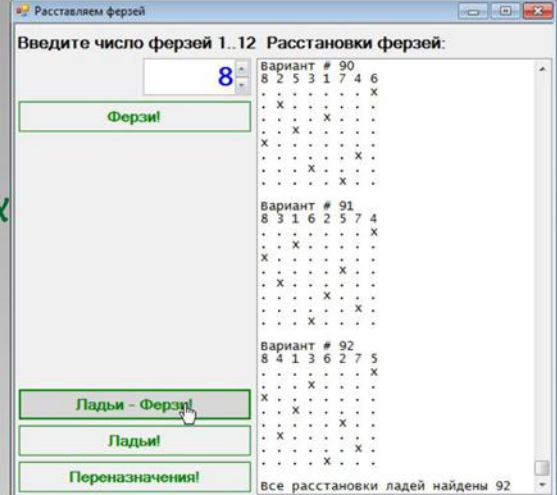 Расставляем ферзей
Введите число ферзей 1..12 Расстановки ферзей:
8
Ферзи!
Ладьи - Ферзи!
Ладьи!
Переназначения!
Вариант # 90
8 2 5 3 1 7 4 6
. . . . . . . x
. x . . . . . .
. . . . x . . .
. . x . . . . .
x . . . . . . .
. . . . . . x .
. . . x . . . .
. . . . . x . .
Вариант # 91
8 3 1 6 2 5 7 4
. . . . . . . x
. . x . . . . .
x . . . . . . .
. . . . . x . .
. x . . . . . .
. . . . x . . .
. . . . . . x .
. . . x . . . .
Вариант # 92
8 4 1 3 6 2 7 5
. . . . . . . x
. . . x . . . .
x . . . . . . .
. . x . . . . .
. . . . . x . .
. x . . . . . .
. . . . . . x .
. . . . x . . .
Все расстановки ладей найдены 92